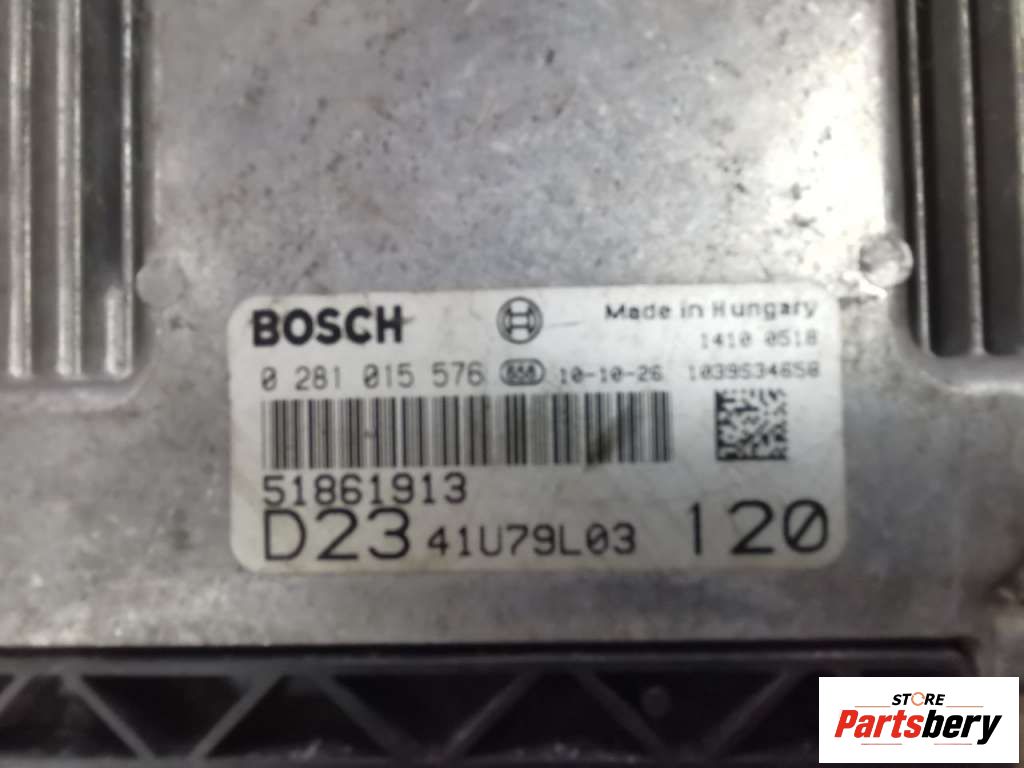 BOSCH Made in Hungary
1410 0518
0 281 015 576 10-10-26 1039S34658
51861913
D23 41U79L03 120
STORE
Partsbery